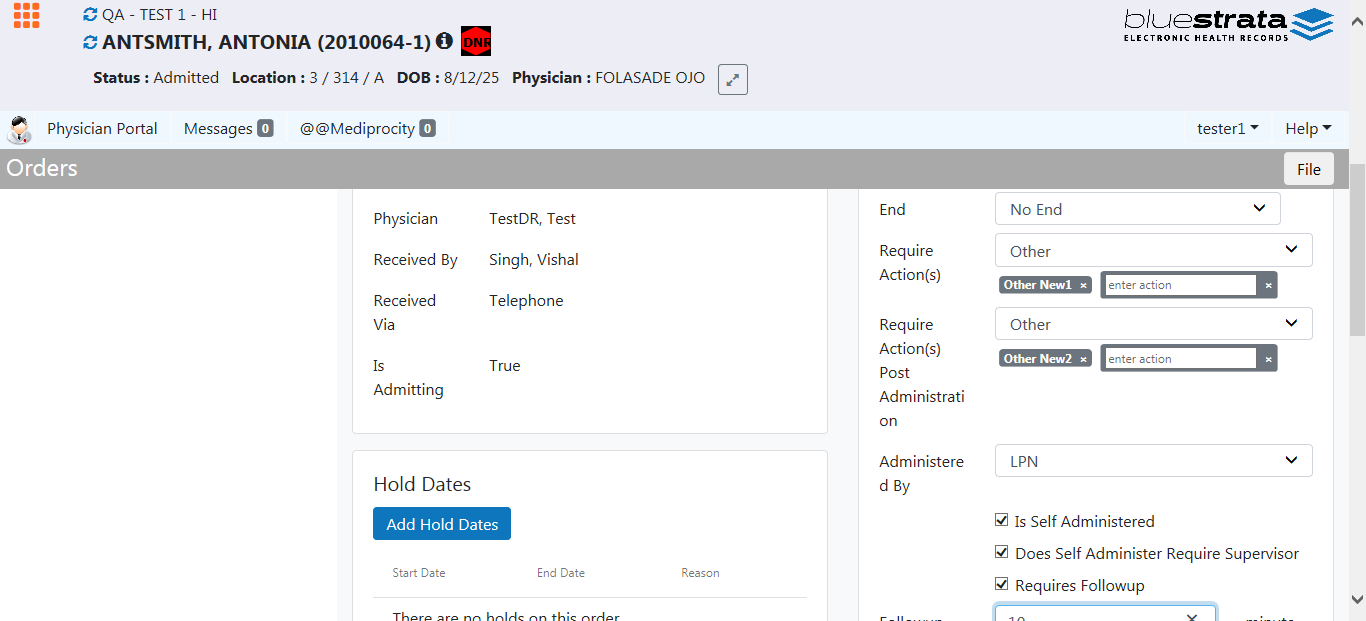 QA - TEST 1 - HI
bluestrata
ELECTRONIC HEALTH RECORDS
ANTSMITH, ANTONIA (2010064-1)
DNR
Status : Admitted Location : 3 / 314 / A DOB : 8/12/25 Physician : FOLASADE OJO
Physician Portal Messages 0 @@Mediprocity 0 tester1 Help
Orders File
Physician TestDR, Test
Received By Singh, Vishal
Received
Via
Telephone
Is
Admitting
True
Hold Dates
Add Hold Dates
Start Date End Date Reason
There are no holds on this order
End No End
Require
Action(s)
Other
Other New1 × enter action ×
Require
Action(s)
Post
Administrati
on
Other
Other New2 × enter action ×
Administere
d By
LPN
Is Self Administered
Does Self Administer Require Supervisor
Requires Followup
Followup 10 × minute